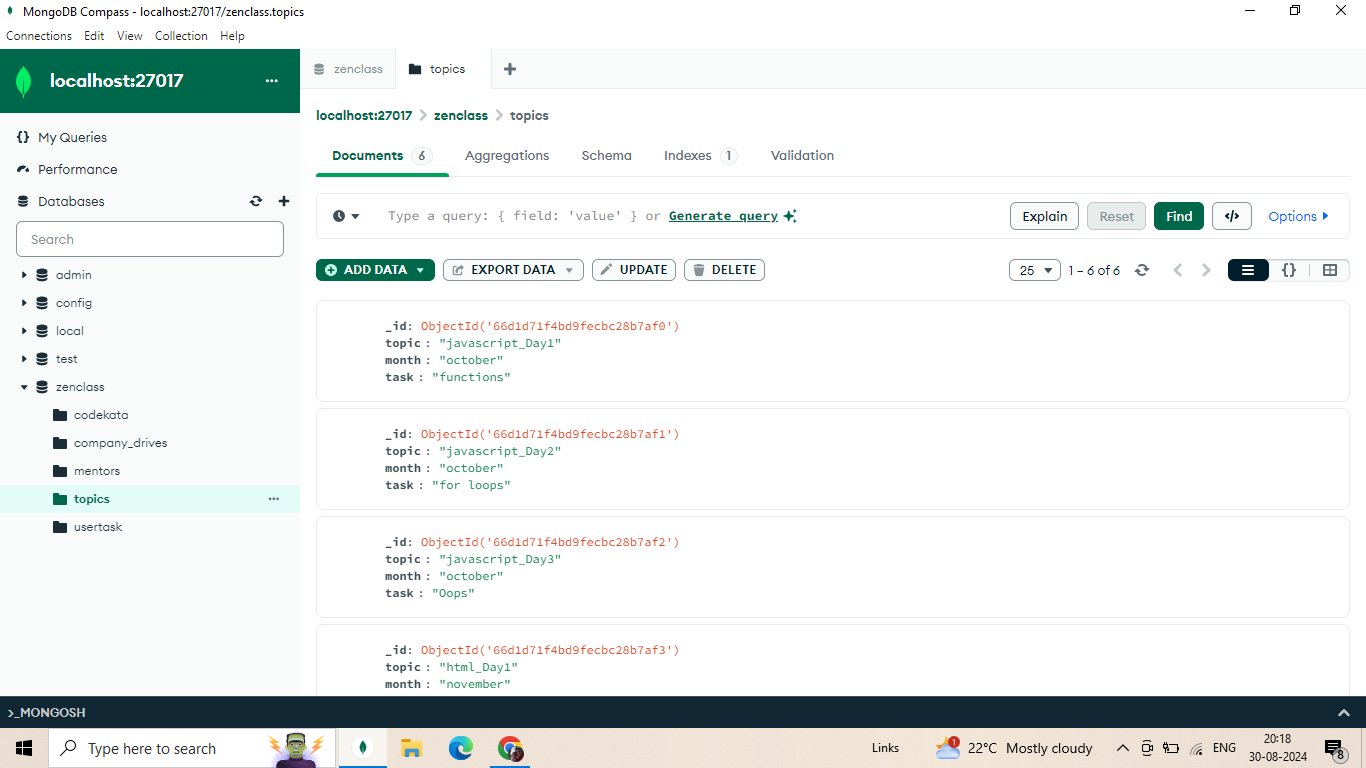 MongoDB Compass - localhost:27017/zenclass.topics
Connections Edit View Collection Help
localhost:27017 ...
zenclass topics +
localhost:27017 > zenclass > topics
{} My Queries
Performance
Databases
Search
admin
config
local
test
zenclass
codekata
company_drives
mentors
topics ...
usertask
Documents 6 Aggregations Schema Indexes 1 Validation
Type a query: { field: 'value' } or Generate query
Explain Reset Find </> Options
ADD DATA EXPORT DATA UPDATE DELETE
25 1 – 6 of 6 {}
_id: ObjectId('66d1d71f4bd9fecbc28b7af0')
topic : "javascript_Day1"
month : "october"
task : "functions"
_id: ObjectId('66d1d71f4bd9fecbc28b7af1')
topic : "javascript_Day2"
month : "october"
task : "for loops"
_id: ObjectId('66d1d71f4bd9fecbc28b7af2')
topic : "javascript_Day3"
month : "october"
task : "Oops"
_id: ObjectId('66d1d71f4bd9fecbc28b7af3')
topic : "html_Day1"
month : "november"
>_MONGOSH
Type here to search
Links
1
22°C Mostly cloudy
ENG
20:18
30-08-2024
8